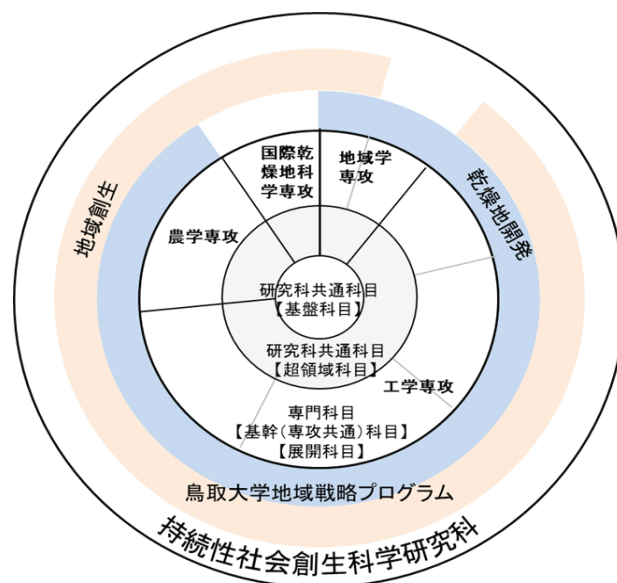 国際乾
燥地科
学専攻
地域学
専攻
農学専攻
地域創生
乾燥地開発
研究科共通科目
【基盤科目】
研究科共通科目
【超領域科目】
工学専攻
専門科目
【基幹(専攻共通)科目】
【展開科目】
鳥取大学地域戦略プログラム
持続性社会創生科学研究科